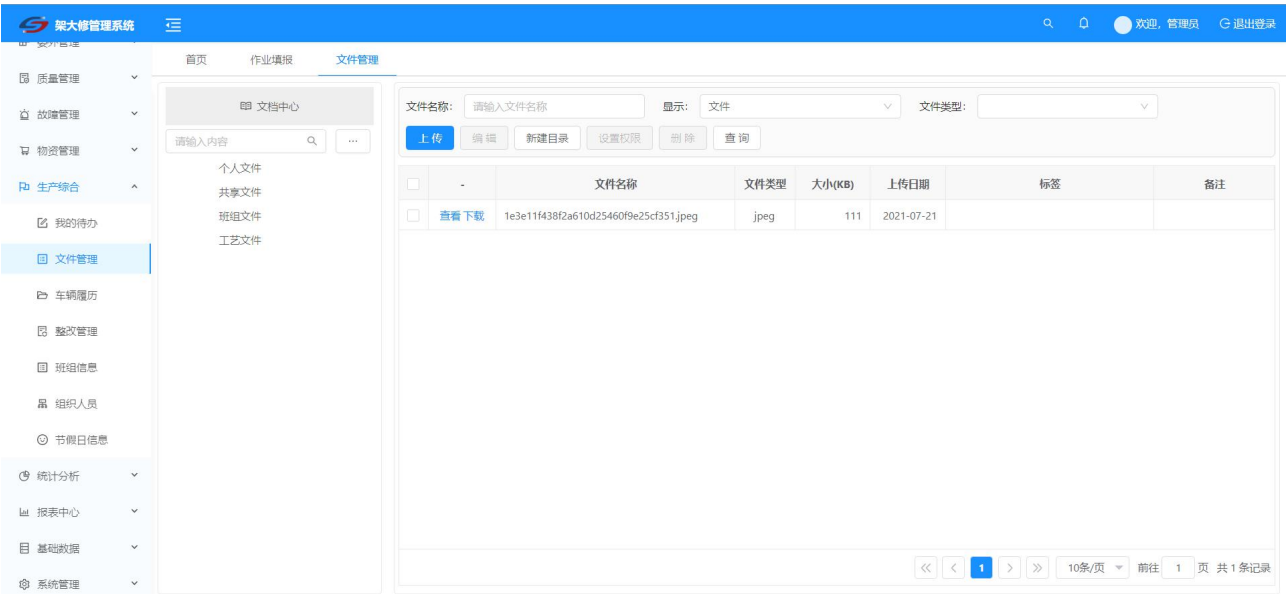 架大修管理系统
欢迎, 管理员 退出登录
质量管理
故障管理
物资管理
生产综合
我的待办
文件管理
车辆履历
整改管理
班组信息
组织人员
节假日信息
统计分析
报表中心
基础数据
系统管理
首页 作业填报 文件管理
文档中心
请输入内容 ...
个人文件
共享文件
班组文件
工艺文件
文件名称: 请输入文件名称 显示: 文件 文件类型:
上传 编辑 新建目录 设置权限 删除 查询
- 文件名称 文件类型 大小(KB) 上传日期 标签 备注
查看 下载 1e3e11f438f2a610d25460f9e25cf351.jpeg jpeg 111 2021-07-21
1 10条/页 前往 1 页 共 1 条记录